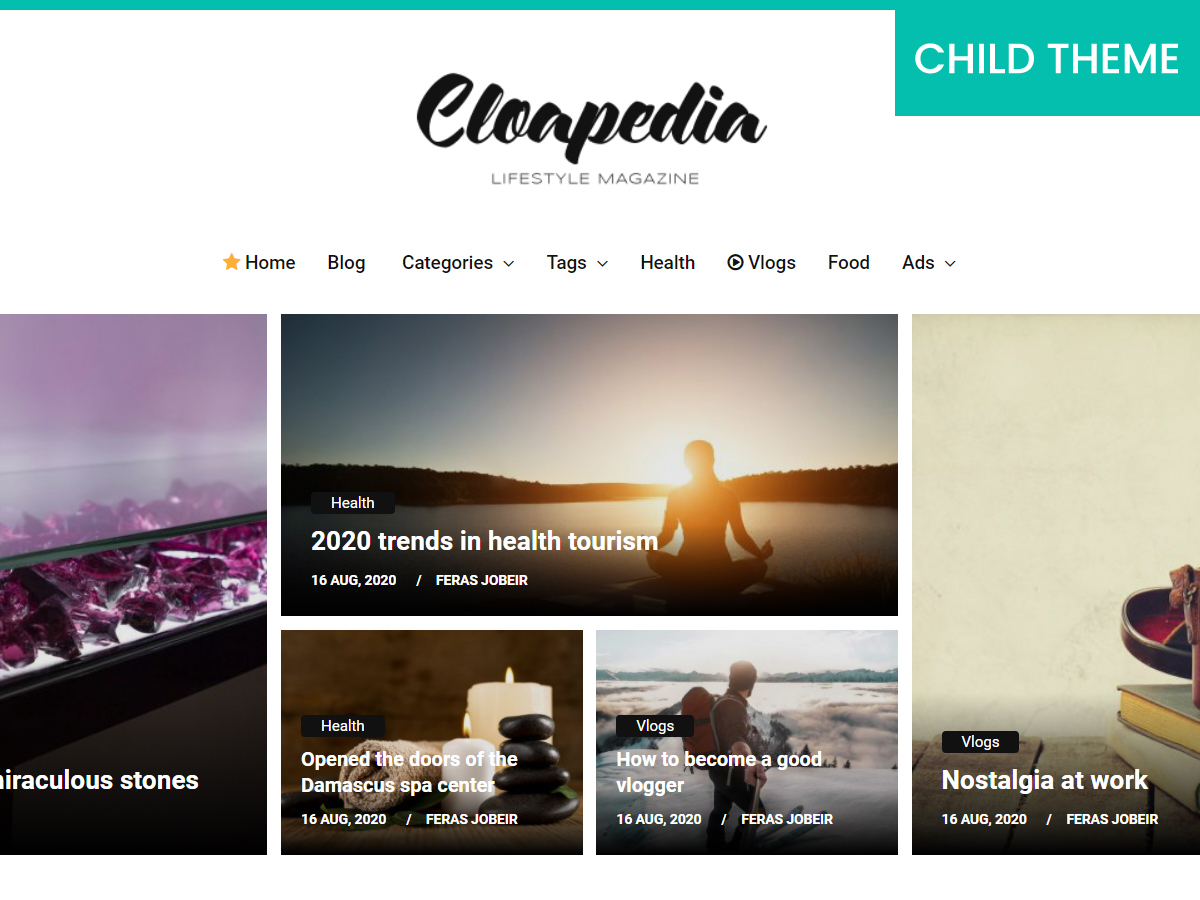 CHILD THEME
Cloapedia
LIFESTYLE MAGAZINE
Home Blog Categories Tags Health Vlogs Food Ads
Health
2020 trends in health tourism
16 AUG, 2020 / FERAS JOBEIR
miraculous stones
Health
Opened the doors of the
Damascus spa center
16 AUG, 2020 / FERAS JOBEIR
Vlogs
How to become a good
vlogger
16 AUG, 2020 / FERAS JOBEIR
Vlogs
Nostalgia at work
16 AUG, 2020 / FERAS JOBEIR